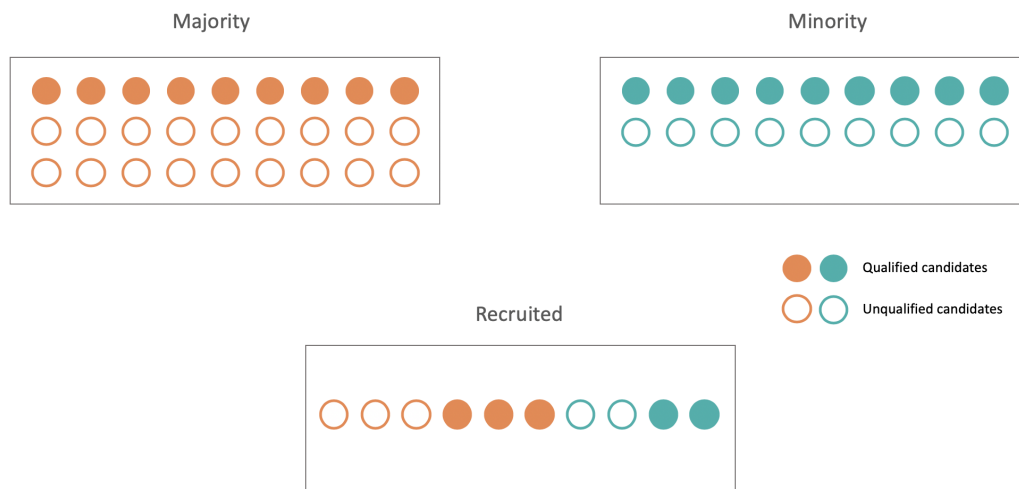 Majority
Minority
Qualified candidates
Unqualified candidates
Recruited